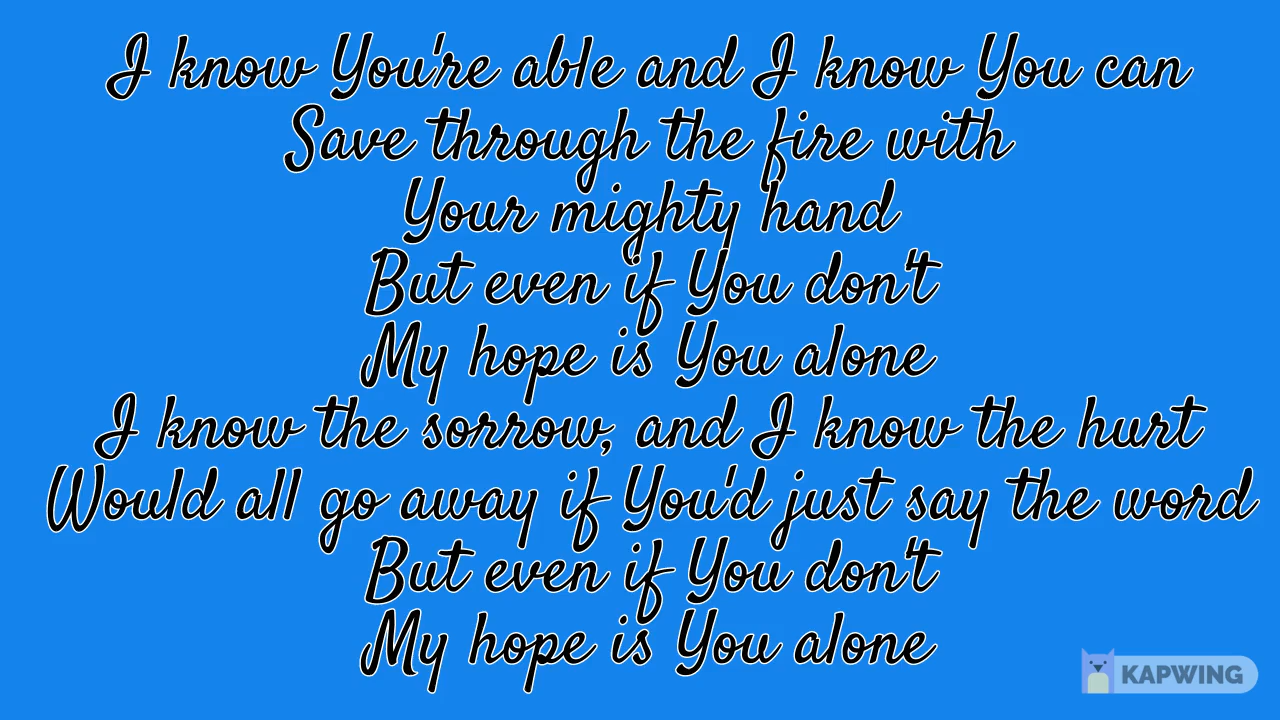 I know You're able and I know You can
Save through the fire with
Your mighty hand
But even if You don't
My hope is You alone
I know the sorrow, and I know the hurt
Would all go away if You'd just say the word
But even if You don't
My hope is You alone
KAPWING